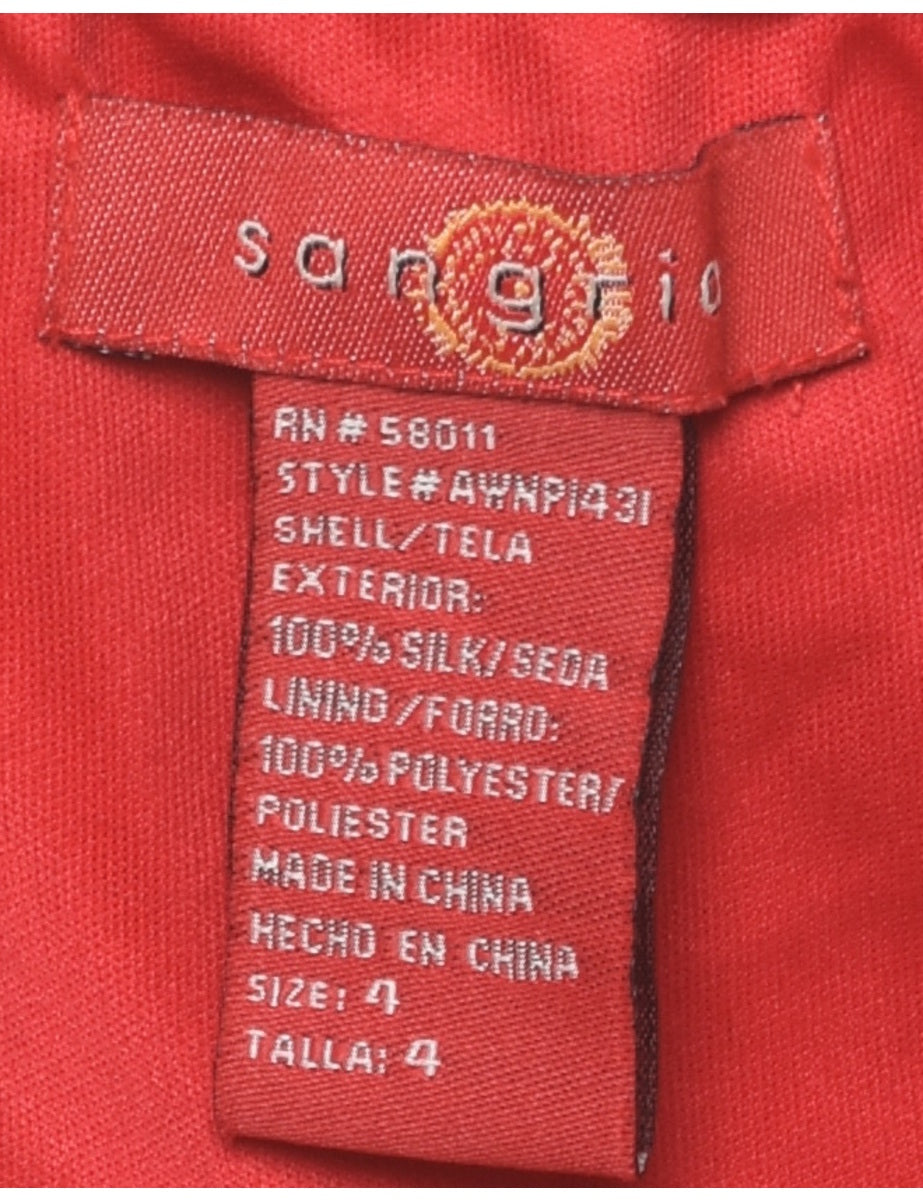 sangria
RN # 58011
STYLE# AWNP1431
SHELL/TELA
EXTERIOR:
100% SILK/SEDA
LINING/FORRO:
100% POLYESTER/
POLIESTER
MADE IN CHINA
HECHO EN CHINA
SIZE: 4
TALLA: 4